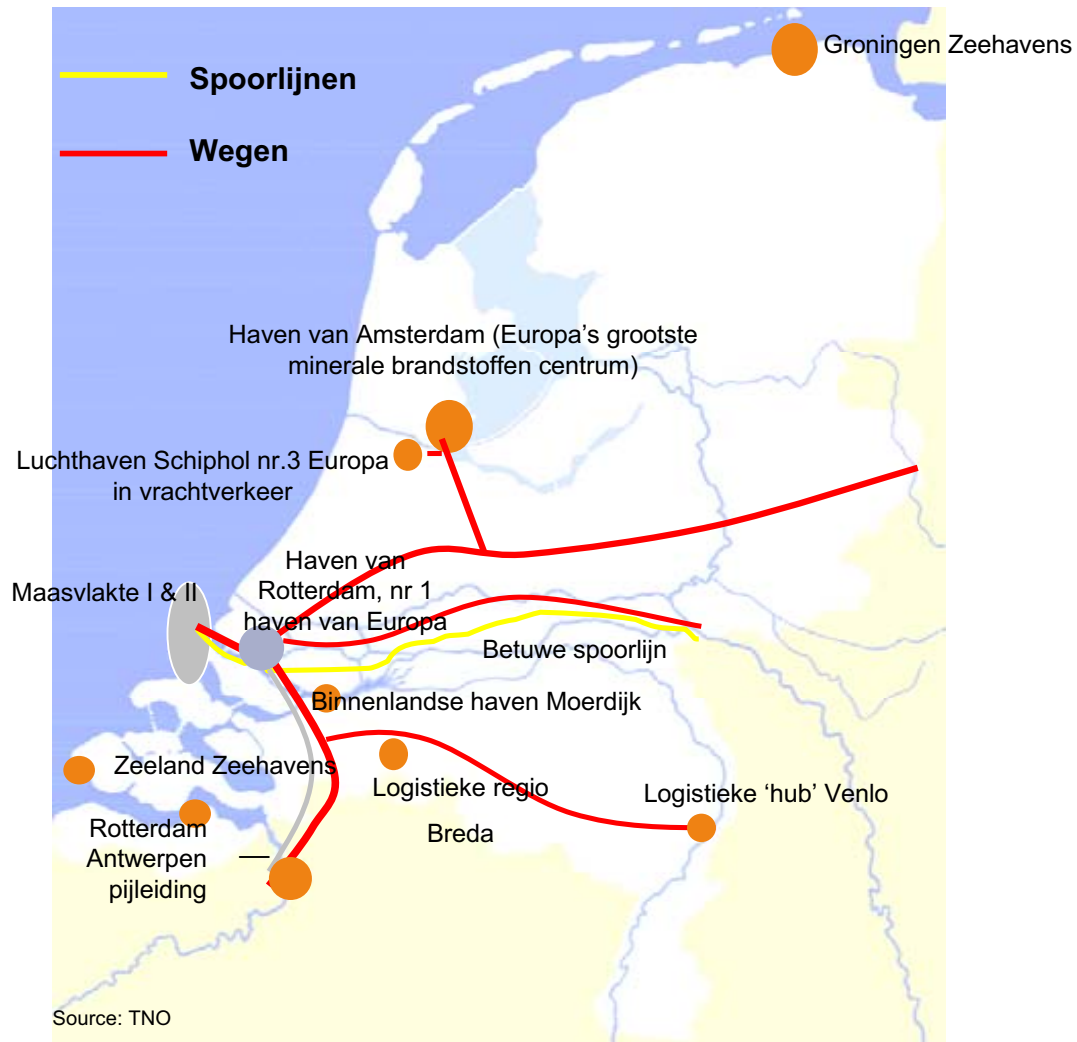 Groningen Zeehavens
Spoorlijnen
Wegen
Haven van Amsterdam (Europa’s grootste
minerale brandstoffen centrum)
Luchthaven Schiphol nr.3 Europa
in vrachtverkeer
Haven van
Rotterdam, nr 1
haven van Europa
Maasvlakte I & II
Betuwe spoorlijn
Binnenlandse haven Moerdijk
Zeeland Zeehavens
Logistieke regio
Breda
Logistieke ‘hub’ Venlo
Rotterdam
Antwerpen
pijleiding
Source: TNO